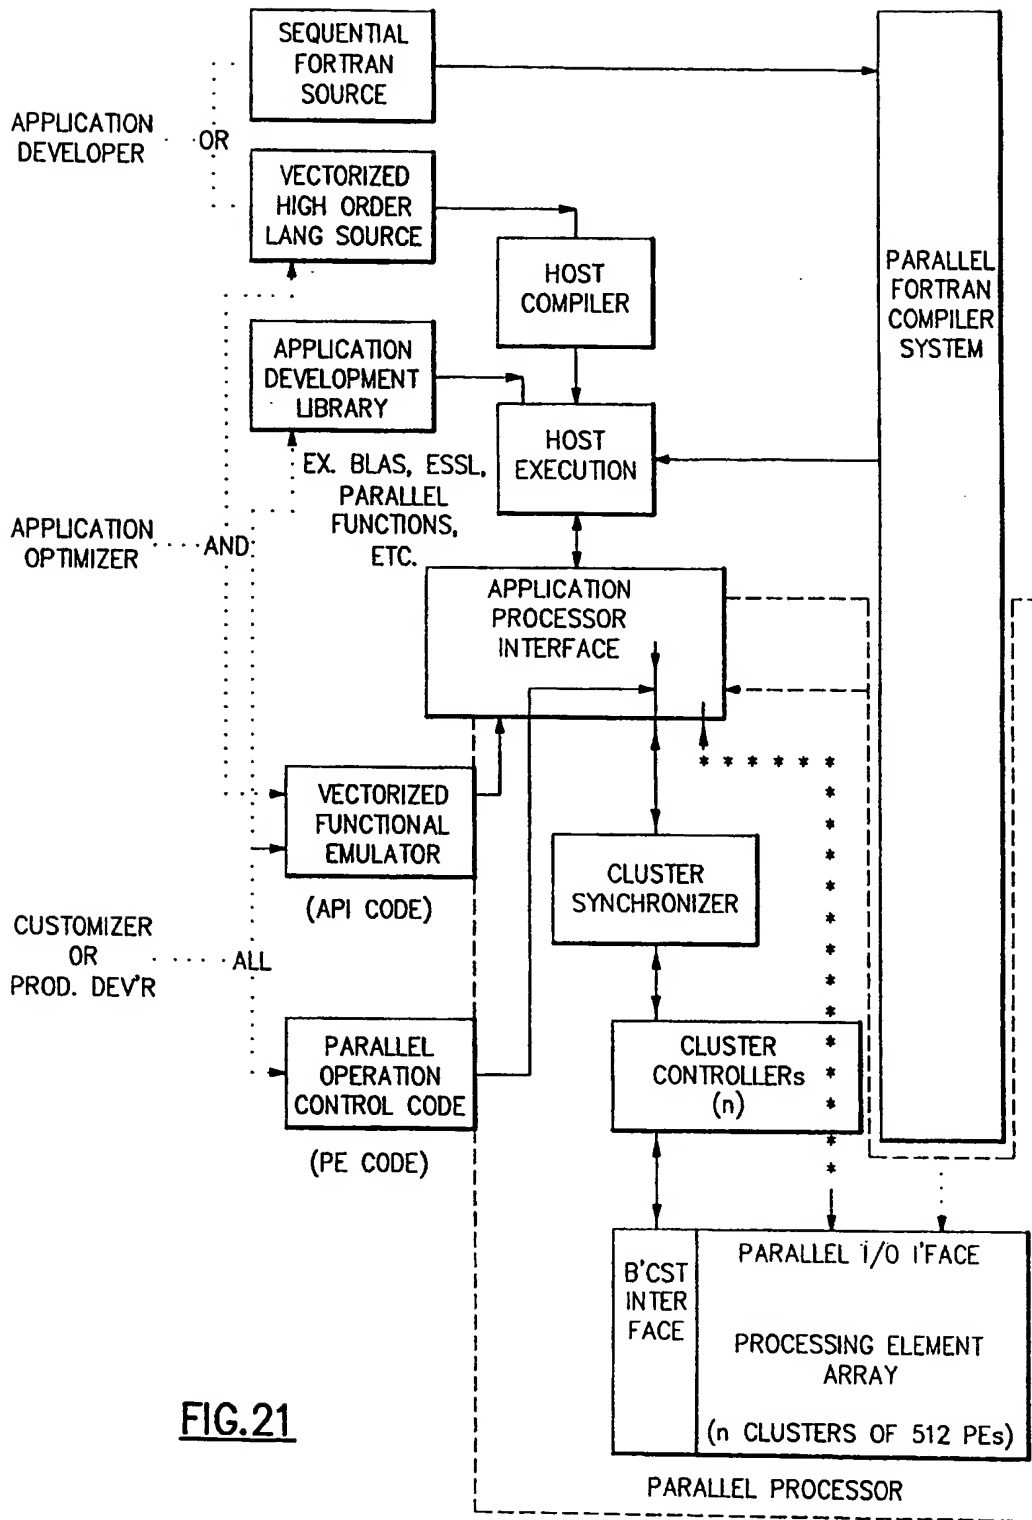 SEQUENTIAL
FORTRAN
SOURCE
APPLICATION
DEVELOPER
OR
VECTORIZED
HIGH ORDER
LANG SOURCE
HOST
COMPILER
PARALLEL
FORTRAN
COMPILER
SYSTEM
APPLICATION
DEVELOPMENT
LIBRARY
HOST
EXECUTION
EX. BLAS, ESSL,
PARALLEL
FUNCTIONS,
ETC.
APPLICATION
OPTIMIZER
AND
APPLICATION
PROCESSOR
INTERFACE
VECTORIZED
FUNCTIONAL
EMULATOR
(API CODE)
CLUSTER
SYNCHRONIZER
CUSTOMIZER
OR
PROD. DEV'R
ALL
PARALLEL
OPERATION
CONTROL CODE
(PE CODE)
CLUSTER
CONTROLLERs
(n)
B'CST
INTER
FACE
PARALLEL I/O I'FACE
PROCESSING ELEMENT
ARRAY
(n CLUSTERS OF 512 PEs)
PARALLEL PROCESSOR
FIG.21